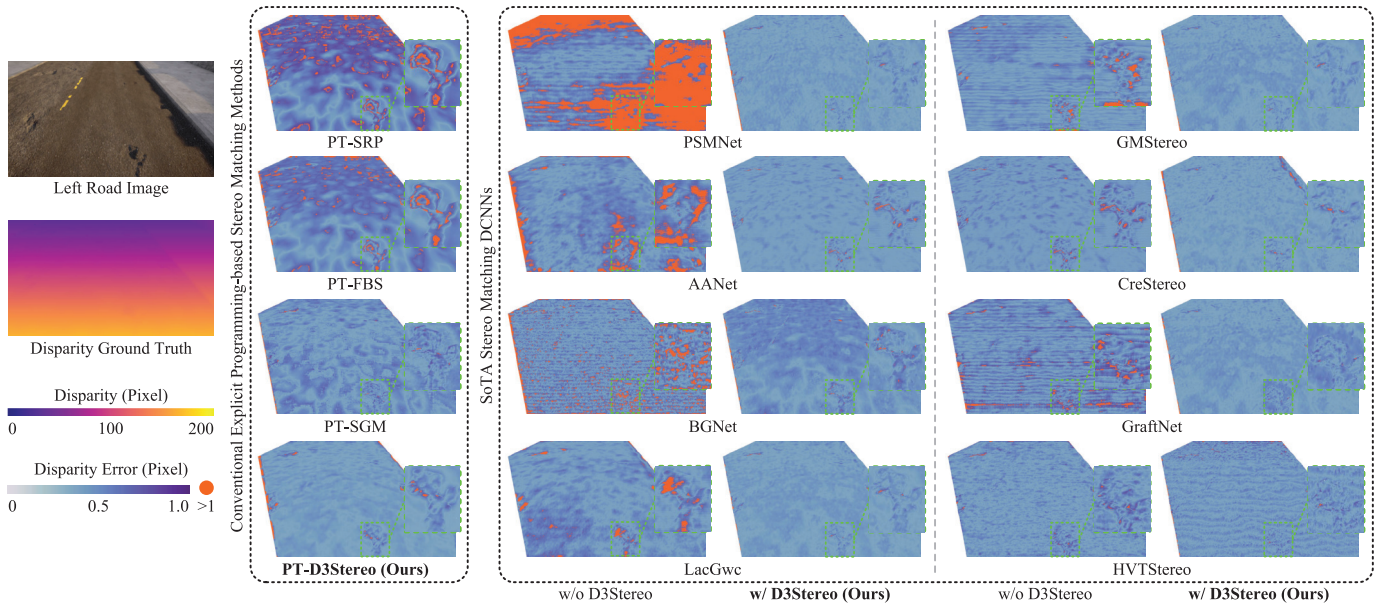 Left Road Image
Disparity Ground Truth
Disparity (Pixel)
0 100 200
Disparity Error (Pixel)
0 0.5 1.0 >1
Conventional Explicit Programming-based Stereo Matching Methods
PT-SRP
PT-FBS
PT-SGM
PT-D3Stereo (Ours)
SoTA Stereo Matching DCNNs
PSMNet
AANet
BGNet
LacGwc
w/o D3Stereo
w/ D3Stereo (Ours)
GMStereo
CreStereo
GraftNet
HVTStereo
w/o D3Stereo
w/ D3Stereo (Ours)